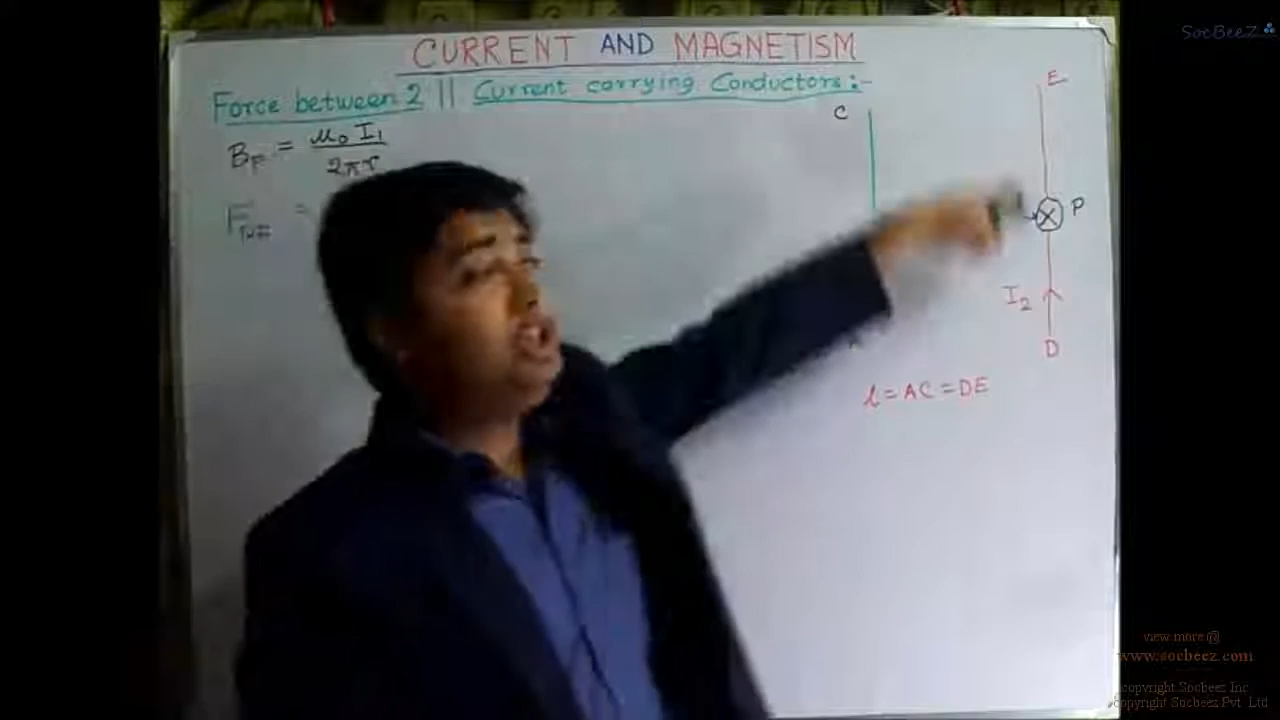 SocBeeZ
CURRENT AND MAGNETISM
Force between 2 || Current carrying Conductors:-
B_P = μ₀ I₁ / 2πr
F =
C
E
P
I₂
D
l = AC = DE
view more @
www.socbeez.com
copyright Socbeez Inc
copyright Socbeez Pvt Ltd